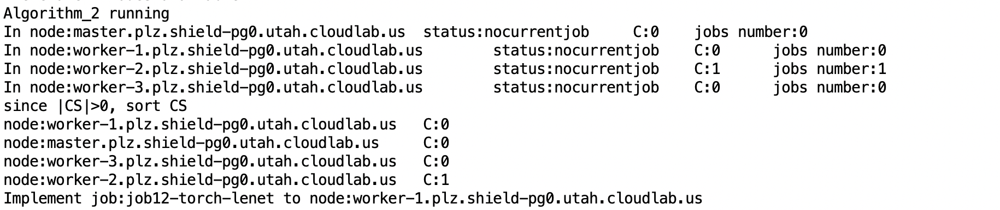 Algorithm_2 running
In node:master.plz.shield-pg0.utah.cloudlab.us  status:nocurrentjob     C:0    jobs number:0
In node:worker-1.plz.shield-pg0.utah.cloudlab.us        status:nocurrentjob    C:0      jobs number:0
In node:worker-2.plz.shield-pg0.utah.cloudlab.us        status:nocurrentjob    C:1      jobs number:1
In node:worker-3.plz.shield-pg0.utah.cloudlab.us        status:nocurrentjob    C:0      jobs number:0
since |CS|>0, sort CS
node:worker-1.plz.shield-pg0.utah.cloudlab.us   C:0
node:master.plz.shield-pg0.utah.cloudlab.us     C:0
node:worker-3.plz.shield-pg0.utah.cloudlab.us   C:0
node:worker-2.plz.shield-pg0.utah.cloudlab.us   C:1
Implement job:job12-torch-lenet to node:worker-1.plz.shield-pg0.utah.cloudlab.us